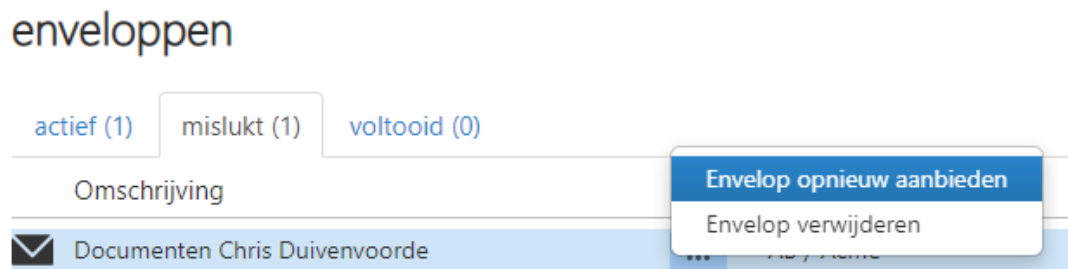 enveloppen
actief (1) mislukt (1) voltooid (0)
Omschrijving
Envelop opnieuw aanbieden
Envelop verwijderen
Documenten Chris Duivenvoorde